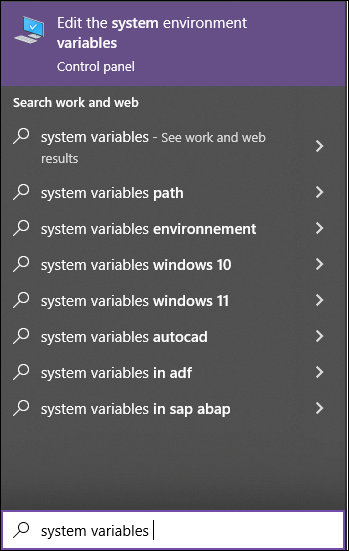 Edit the system environment
variables
Control panel
Search work and web
system variables - See work and web
results
system variables path
system variables environnement
system variables windows 10
system variables windows 11
system variables autocad
system variables in adf
system variables in sap abap
system variables